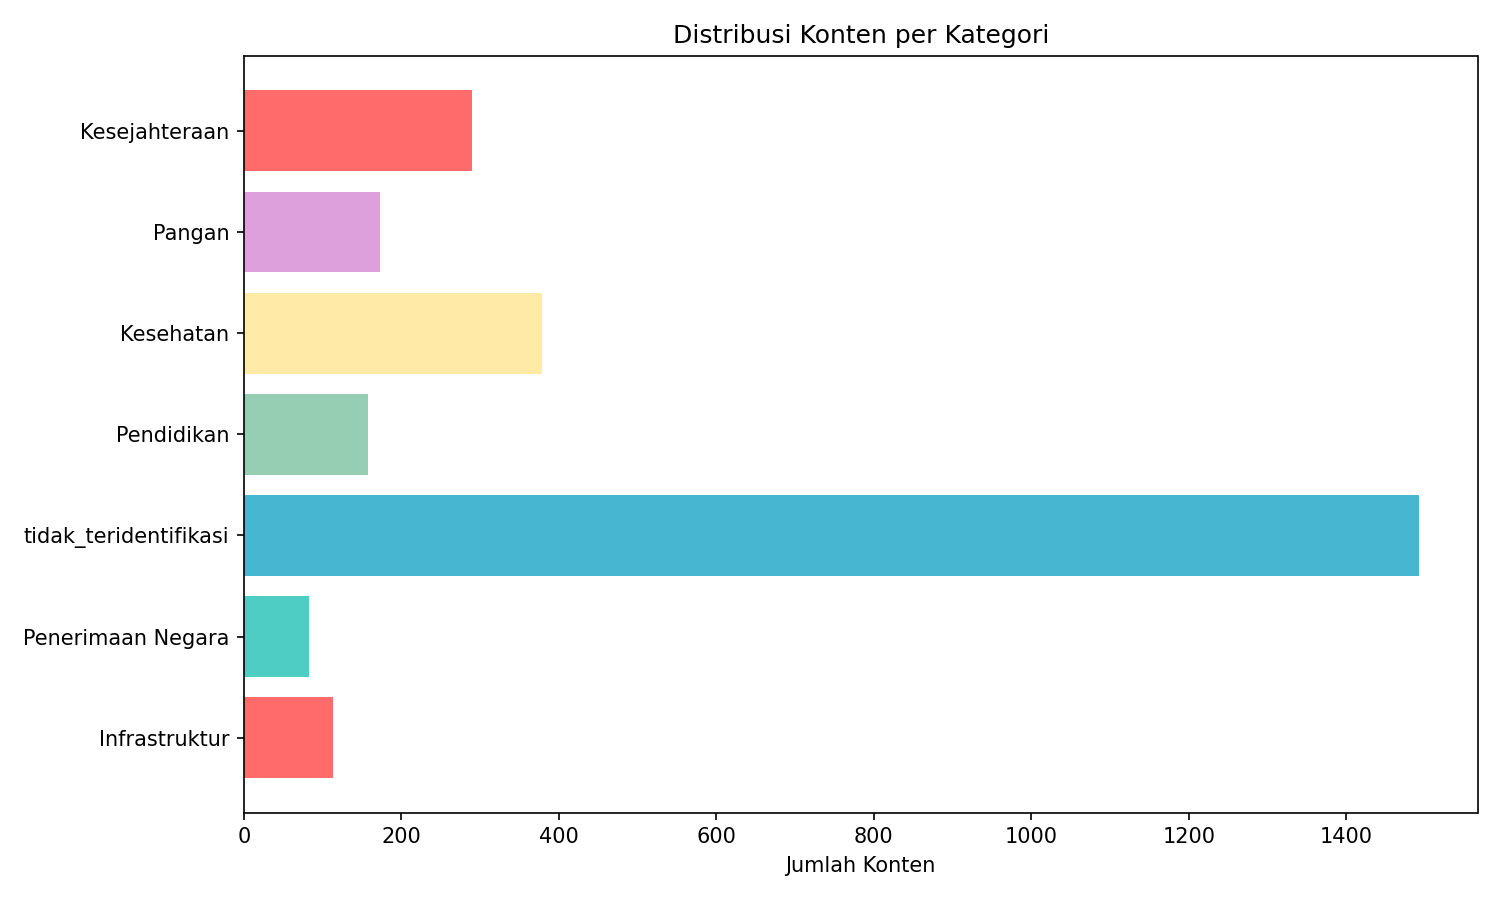 Distribusi Konten per Kategori
Kesejahteraan
Pangan
Kesehatan
Pendidikan
tidak_teridentifikasi
Penerimaan Negara
Infrastruktur
0 200 400 600 800 1000 1200 1400
Jumlah Konten